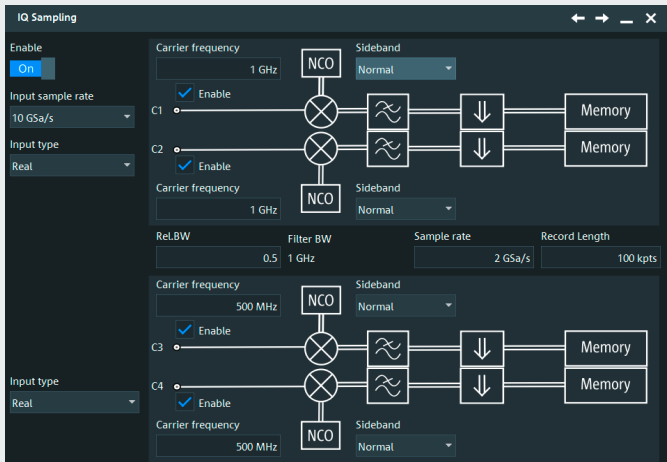 IQ Sampling
Enable
On
Input sample rate
10 GSa/s
Input type
Real
Carrier frequency
1 GHz
NCO
Sideband
Normal
Enable
C1
Memory
C2
Memory
Enable
Carrier frequency
1 GHz
NCO
Sideband
Normal
Rel.BW
0.5
Filter BW
1 GHz
Sample rate
2 GSa/s
Record Length
100 kpts
Carrier frequency
500 MHz
NCO
Sideband
Normal
Enable
C3
Memory
Input type
Real
C4
Memory
Enable
Carrier frequency
500 MHz
NCO
Sideband
Normal